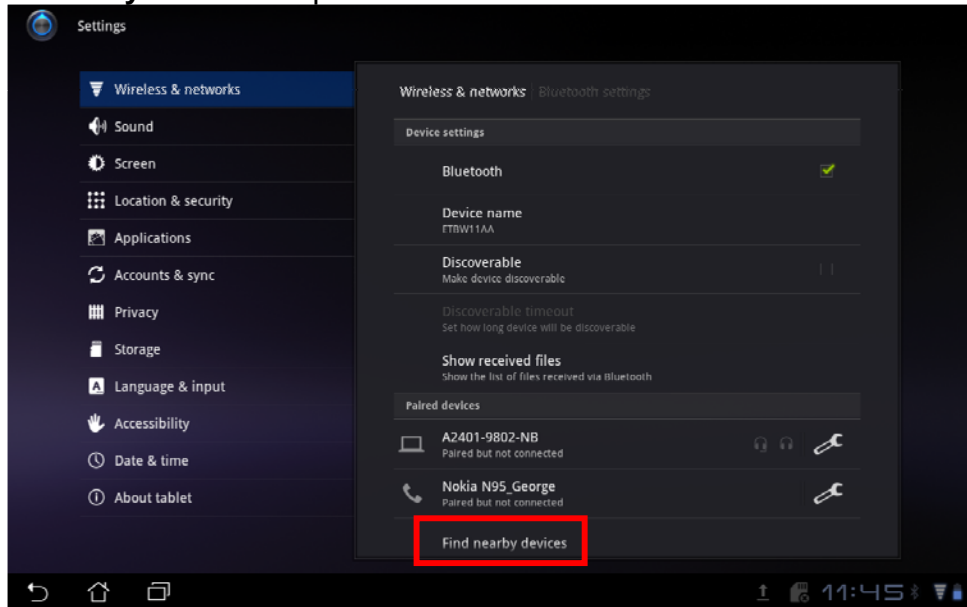 Settings
Wireless & networks
Sound
Screen
Location & security
Applications
Accounts & sync
Privacy
Storage
Language & input
Accessibility
Date & time
About tablet
Wireless & networks Bluetooth settings
Device settings
Bluetooth
Device name
Discoverable
Make device discoverable
Discoverable timeout
Set how long device will be discoverable
Show received files
Show the list of files received via Bluetooth
Paired devices
A2401-9802-NB
Paired but not connected
Nokia N95_George
Paired but not connected
Find nearby devices
11:45